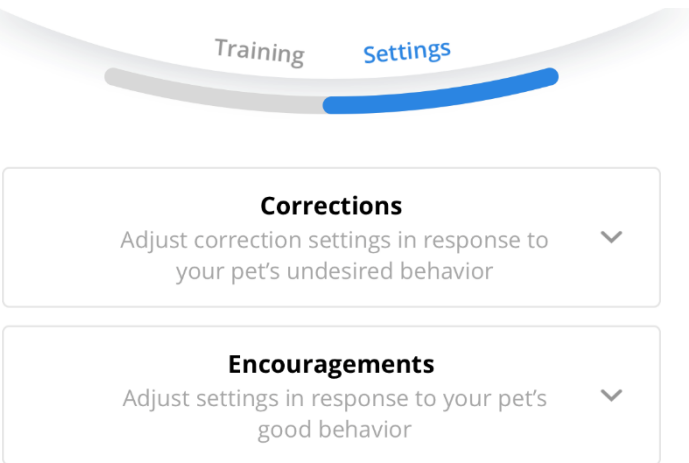 Training Settings
Corrections
Adjust correction settings in response to
your pet’s undesired behavior
Encouragements
Adjust settings in response to your pet’s
good behavior